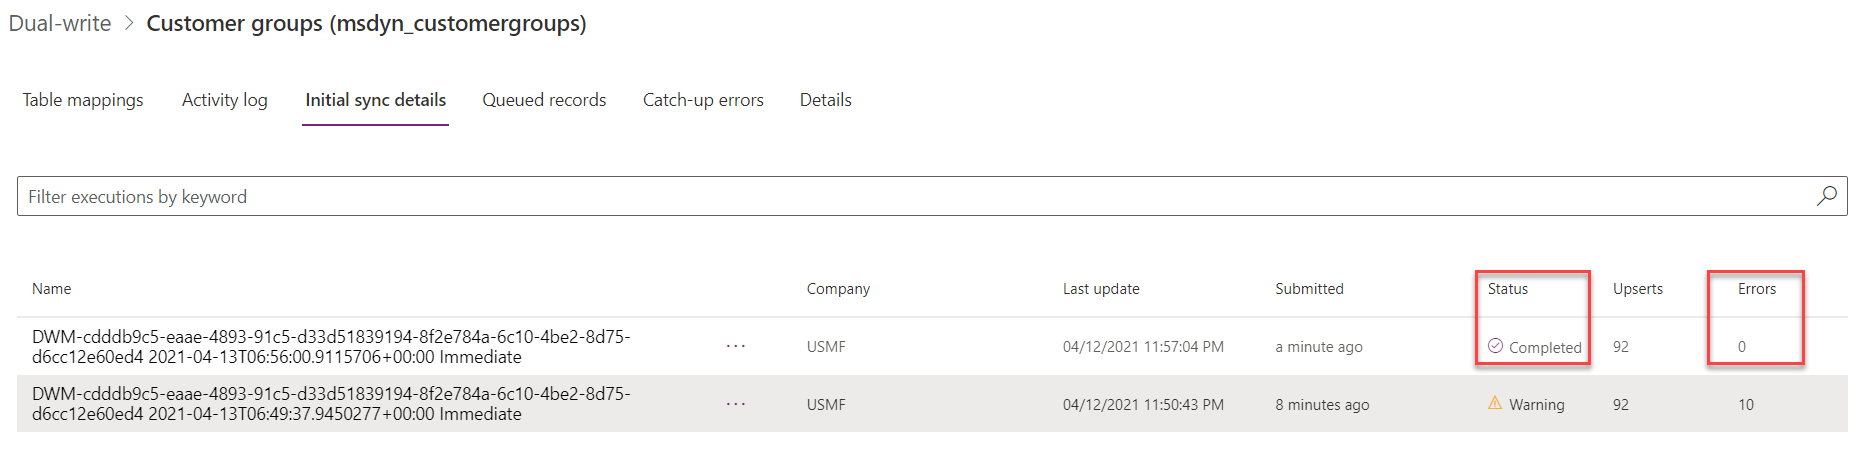 Dual-write > Customer groups (msdyn_customergroups)
Table mappings Activity log Initial sync details Queued records Catch-up errors Details
Filter executions by keyword
Name Company Last update Submitted Status Upserts Errors
DWM-cdddb9c5-eaae-4893-91c5-d33d51839194-8f2e784a-6c10-4be2-8d75-
d6cc12e60ed4 2021-04-13T06:56:00.9115706+00:00 Immediate ... USMF 04/12/2021 11:57:04 PM a minute ago Completed 92 0
DWM-cdddb9c5-eaae-4893-91c5-d33d51839194-8f2e784a-6c10-4be2-8d75-
d6cc12e60ed4 2021-04-13T06:49:37.9450277+00:00 Immediate ... USMF 04/12/2021 11:50:43 PM 8 minutes ago Warning 92 10